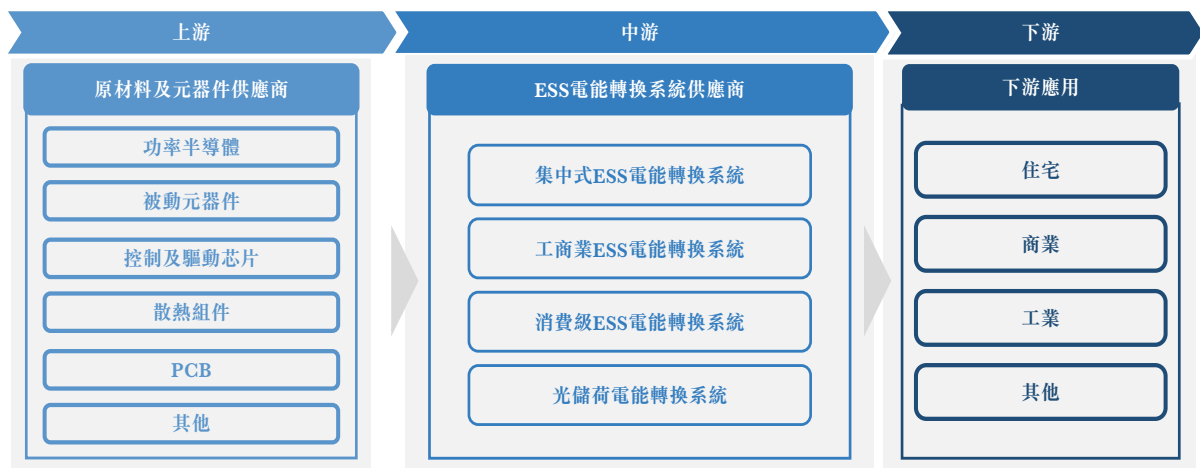 上游
中游
下游
原材料及元器件供應商
功率半導體
被動元器件
控制及驅動芯片
散熱組件
PCB
其他
ESS電能轉換系統供應商
集中式ESS電能轉換系統
工商業ESS電能轉換系統
消費級ESS電能轉換系統
光儲荷電能轉換系統
下游應用
住宅
商業
工業
其他